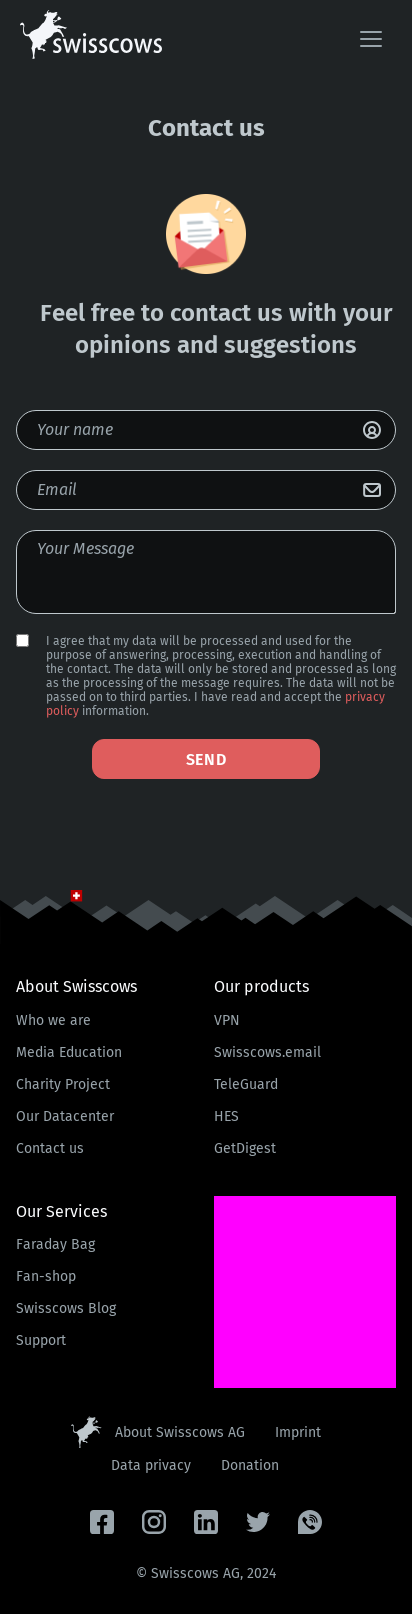 swisscows
Contact us
Feel free to contact us with your
opinions and suggestions
Your name
Email
Your Message
I agree that my data will be processed and used for the
purpose of answering, processing, execution and handling of
the contact. The data will only be stored and processed as long
as the processing of the message requires. The data will not be
passed on to third parties. I have read and accept the privacy
policy information.
SEND
About Swisscows
Who we are
Media Education
Charity Project
Our Datacenter
Contact us
Our products
VPN
Swisscows.email
TeleGuard
HES
GetDigest
Our Services
Faraday Bag
Fan-shop
Swisscows Blog
Support
About Swisscows AG
Imprint
Data privacy
Donation
© Swisscows AG, 2024